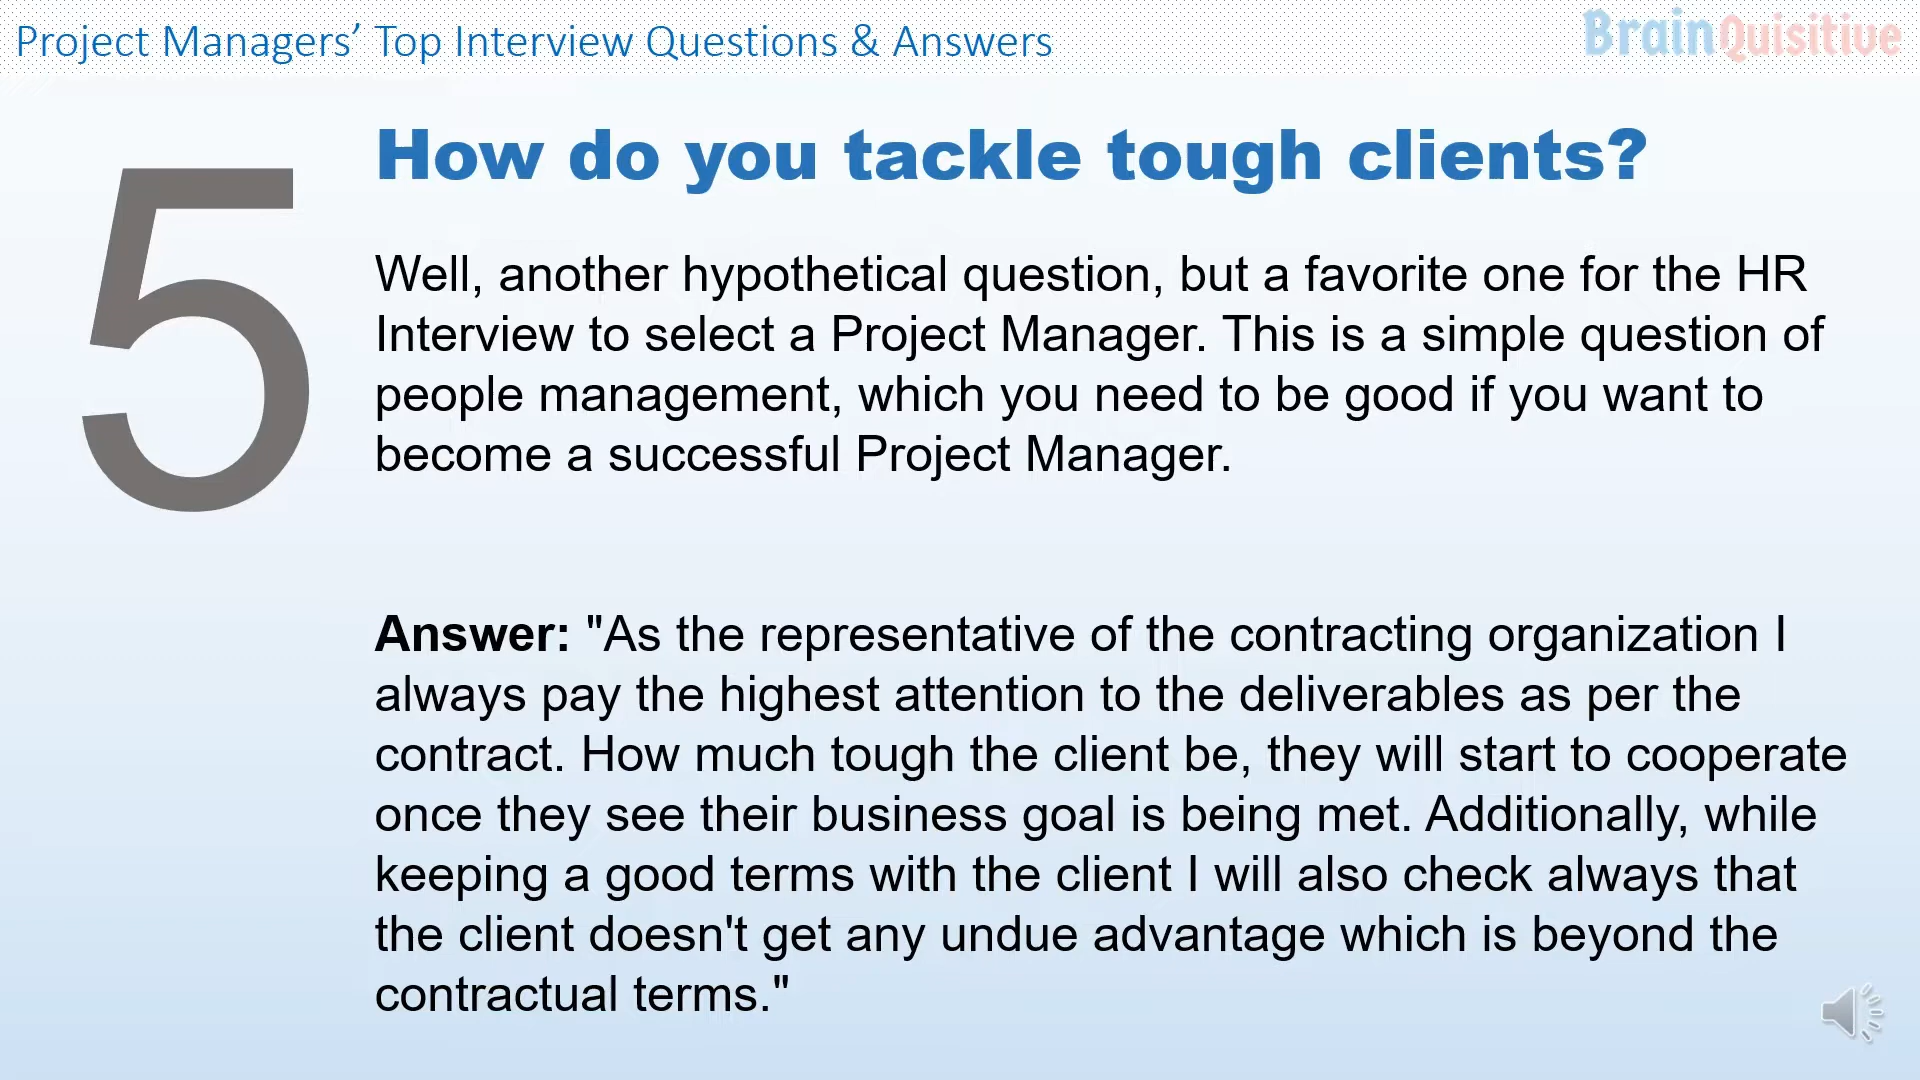 Project Managers’ Top Interview Questions & Answers
BrainQuisitive
5
How do you tackle tough clients?
Well, another hypothetical question, but a favorite one for the HR
Interview to select a Project Manager. This is a simple question of
people management, which you need to be good if you want to
become a successful Project Manager.
Answer: "As the representative of the contracting organization I
always pay the highest attention to the deliverables as per the
contract. How much tough the client be, they will start to cooperate
once they see their business goal is being met. Additionally, while
keeping a good terms with the client I will also check always that
the client doesn't get any undue advantage which is beyond the
contractual terms."